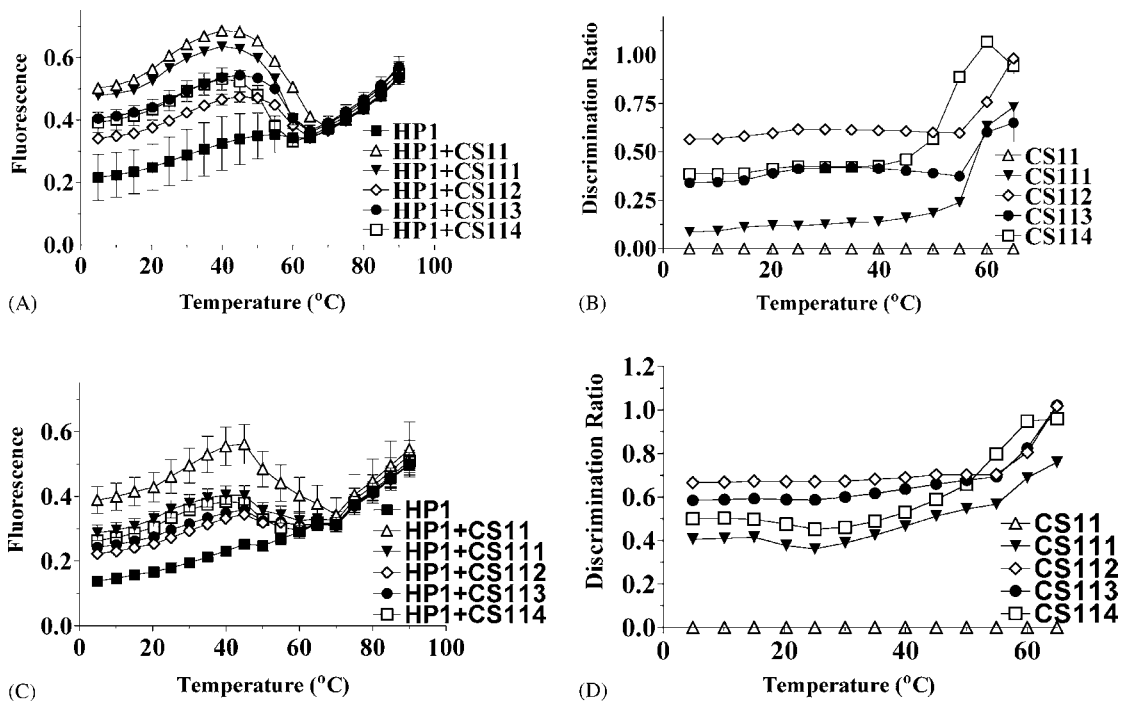 Fluorescence
0.6
0.4
0.2
0.0
0 20 40 60 80 100
Temperature (°C)
HP1
HP1+CS11
HP1+CS111
HP1+CS112
HP1+CS113
HP1+CS114
(A)
Discrimination Ratio
1.00
0.75
0.50
0.25
0.00
0 20 40 60
Temperature (°C)
CS11
CS111
CS112
CS113
CS114
(B)
Fluorescence
0.6
0.4
0.2
0.0
0 20 40 60 80 100
Temperature (°C)
HP1
HP1+CS11
HP1+CS111
HP1+CS112
HP1+CS113
HP1+CS114
(C)
Discrimination Ratio
1.2
1.0
0.8
0.6
0.4
0.2
0.0
0 20 40 60
Temperature (°C)
CS11
CS111
CS112
CS113
CS114
(D)